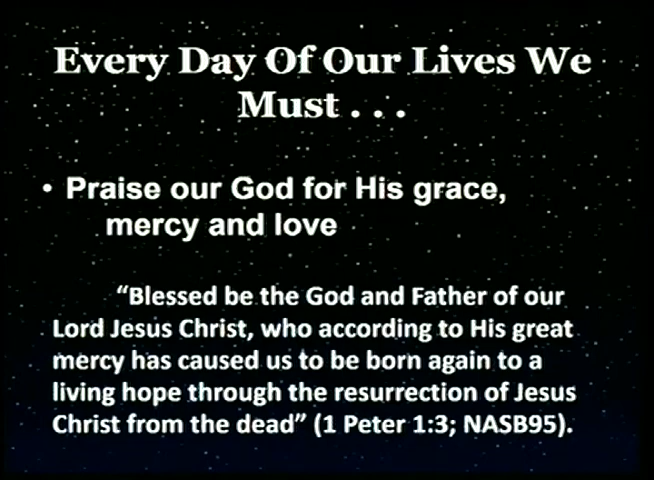 Every Day Of Our Lives We
Must . . .
• Praise our God for His grace,
mercy and love
“Blessed be the God and Father of our
Lord Jesus Christ, who according to His great
mercy has caused us to be born again to a
living hope through the resurrection of Jesus
Christ from the dead” (1 Peter 1:3; NASB95).